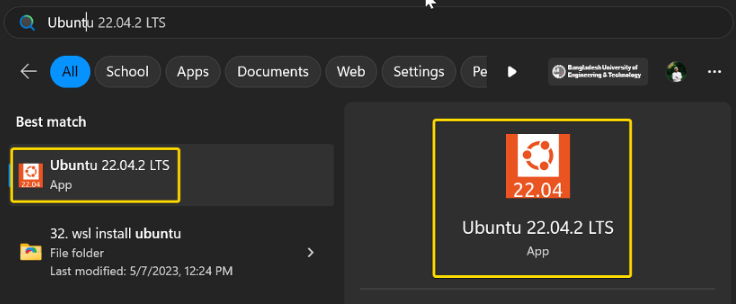 Ubuntu 22.04.2 LTS
All
School
Apps
Documents
Web
Settings
Pe
Bangladesh University of
Engineering & Technology
Best match
Ubuntu 22.04.2 LTS
App
22.04
32. wsl install ubuntu
File folder
Last modified: 5/7/2023, 12:24 PM
22.04
Ubuntu 22.04.2 LTS
App